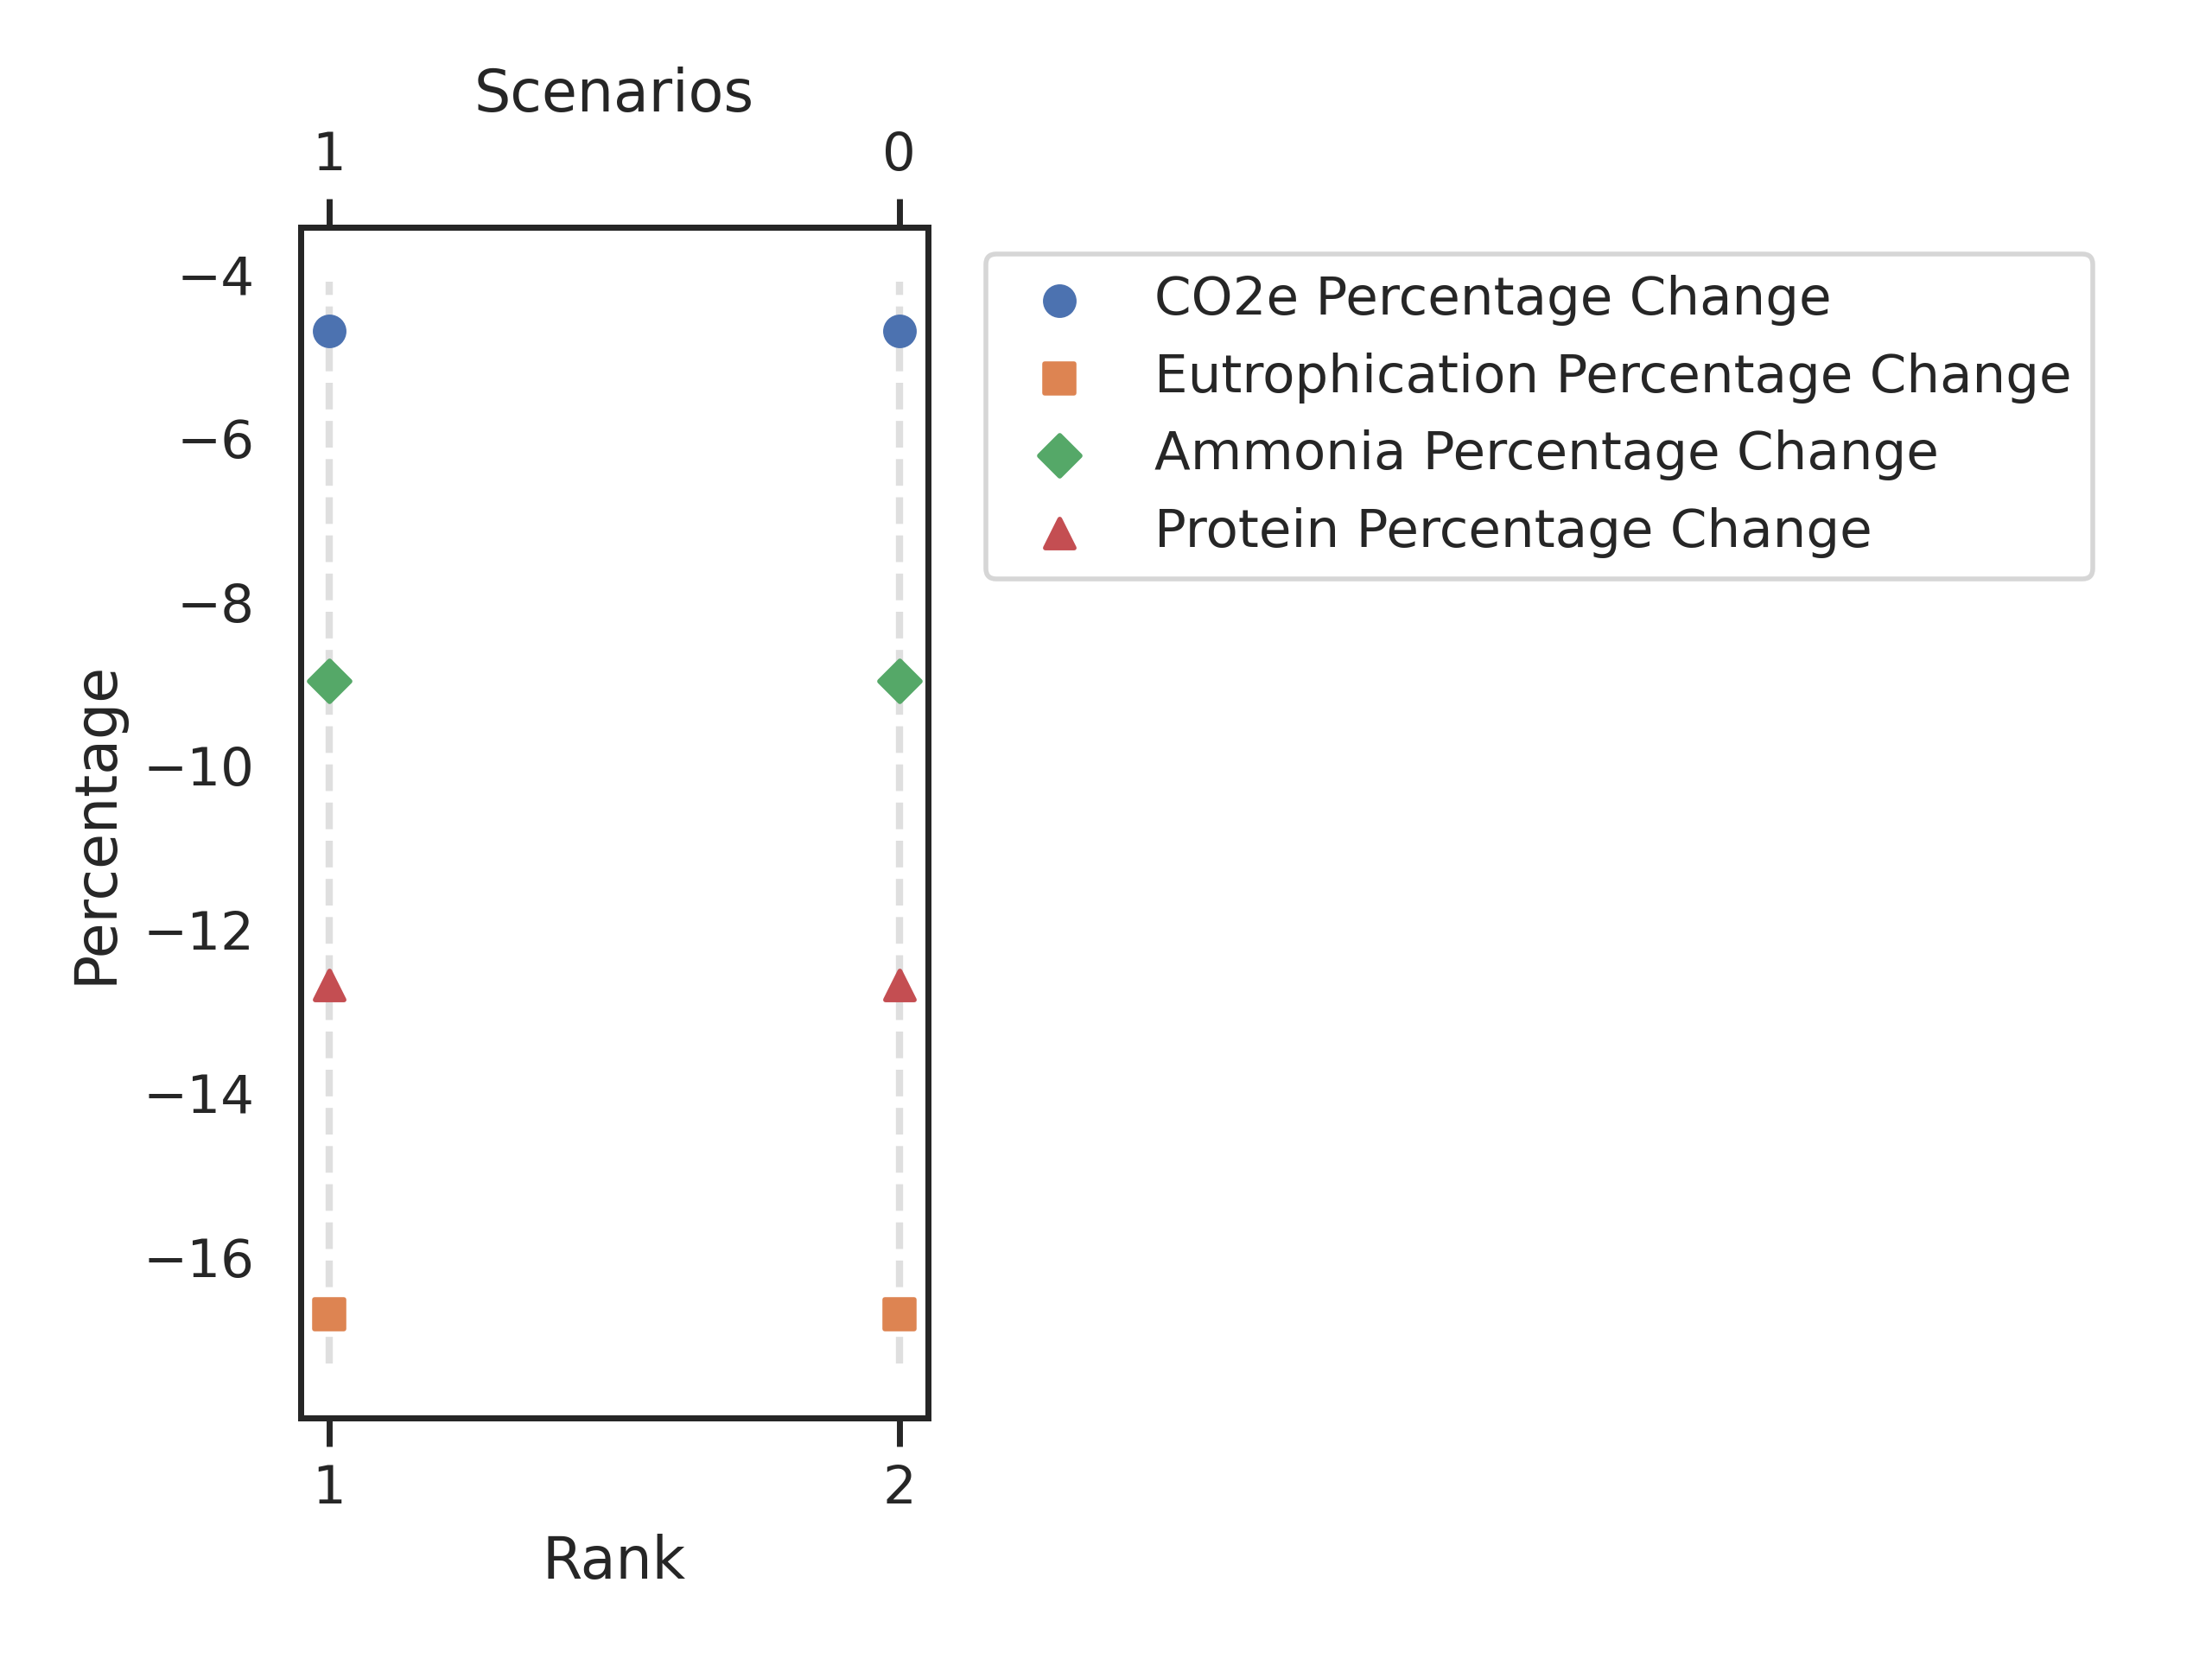 Scenarios
1 0
−4
−6
−8
−10
−12
−14
−16
Percentage
CO2e Percentage Change
Eutrophication Percentage Change
Ammonia Percentage Change
Protein Percentage Change
1 2
Rank